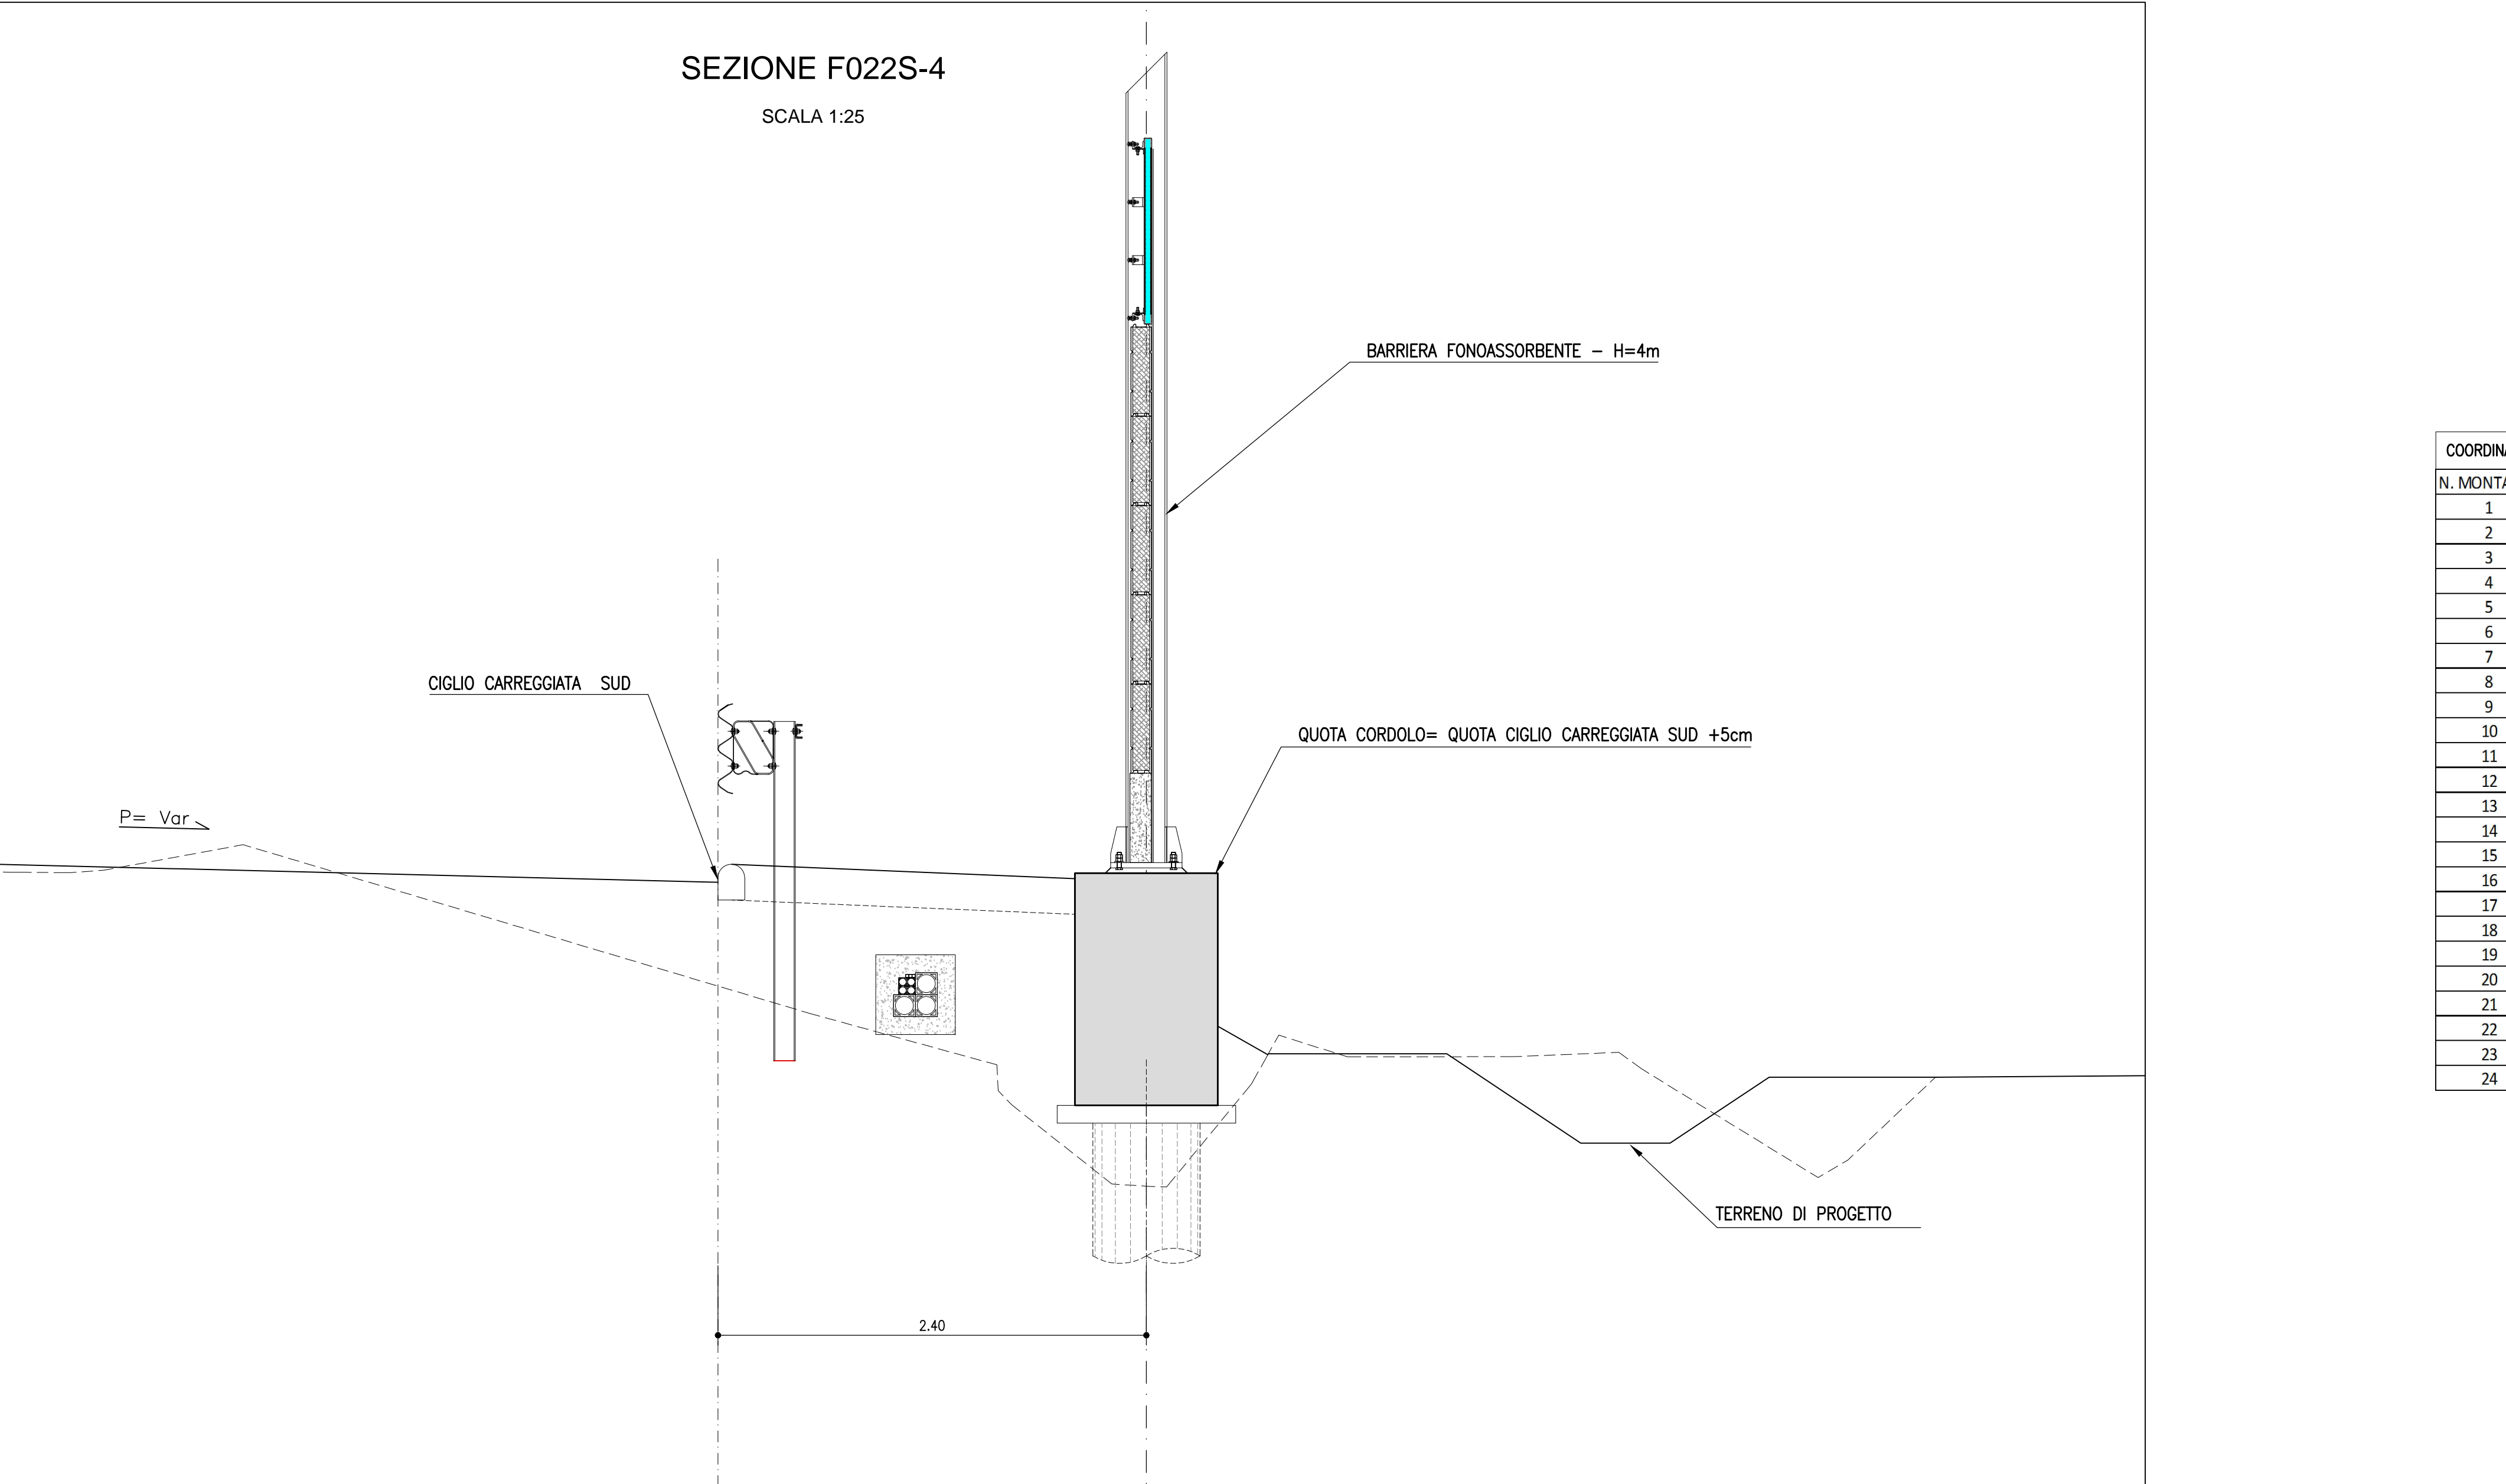 SEZIONE F022S-4
SCALA 1:25
BARRIERA FONOASSORBENTE - H=4m
CIGLIO CARREGGIATA SUD
QUOTA CORDOLO= QUOTA CIGLIO CARREGGIATA SUD +5cm
P= Var
TERRENO DI PROGETTO
2.40
COORDINA
N. MONTA
1
2
3
4
5
6
7
8
9
10
11
12
13
14
15
16
17
18
19
20
21
22
23
24